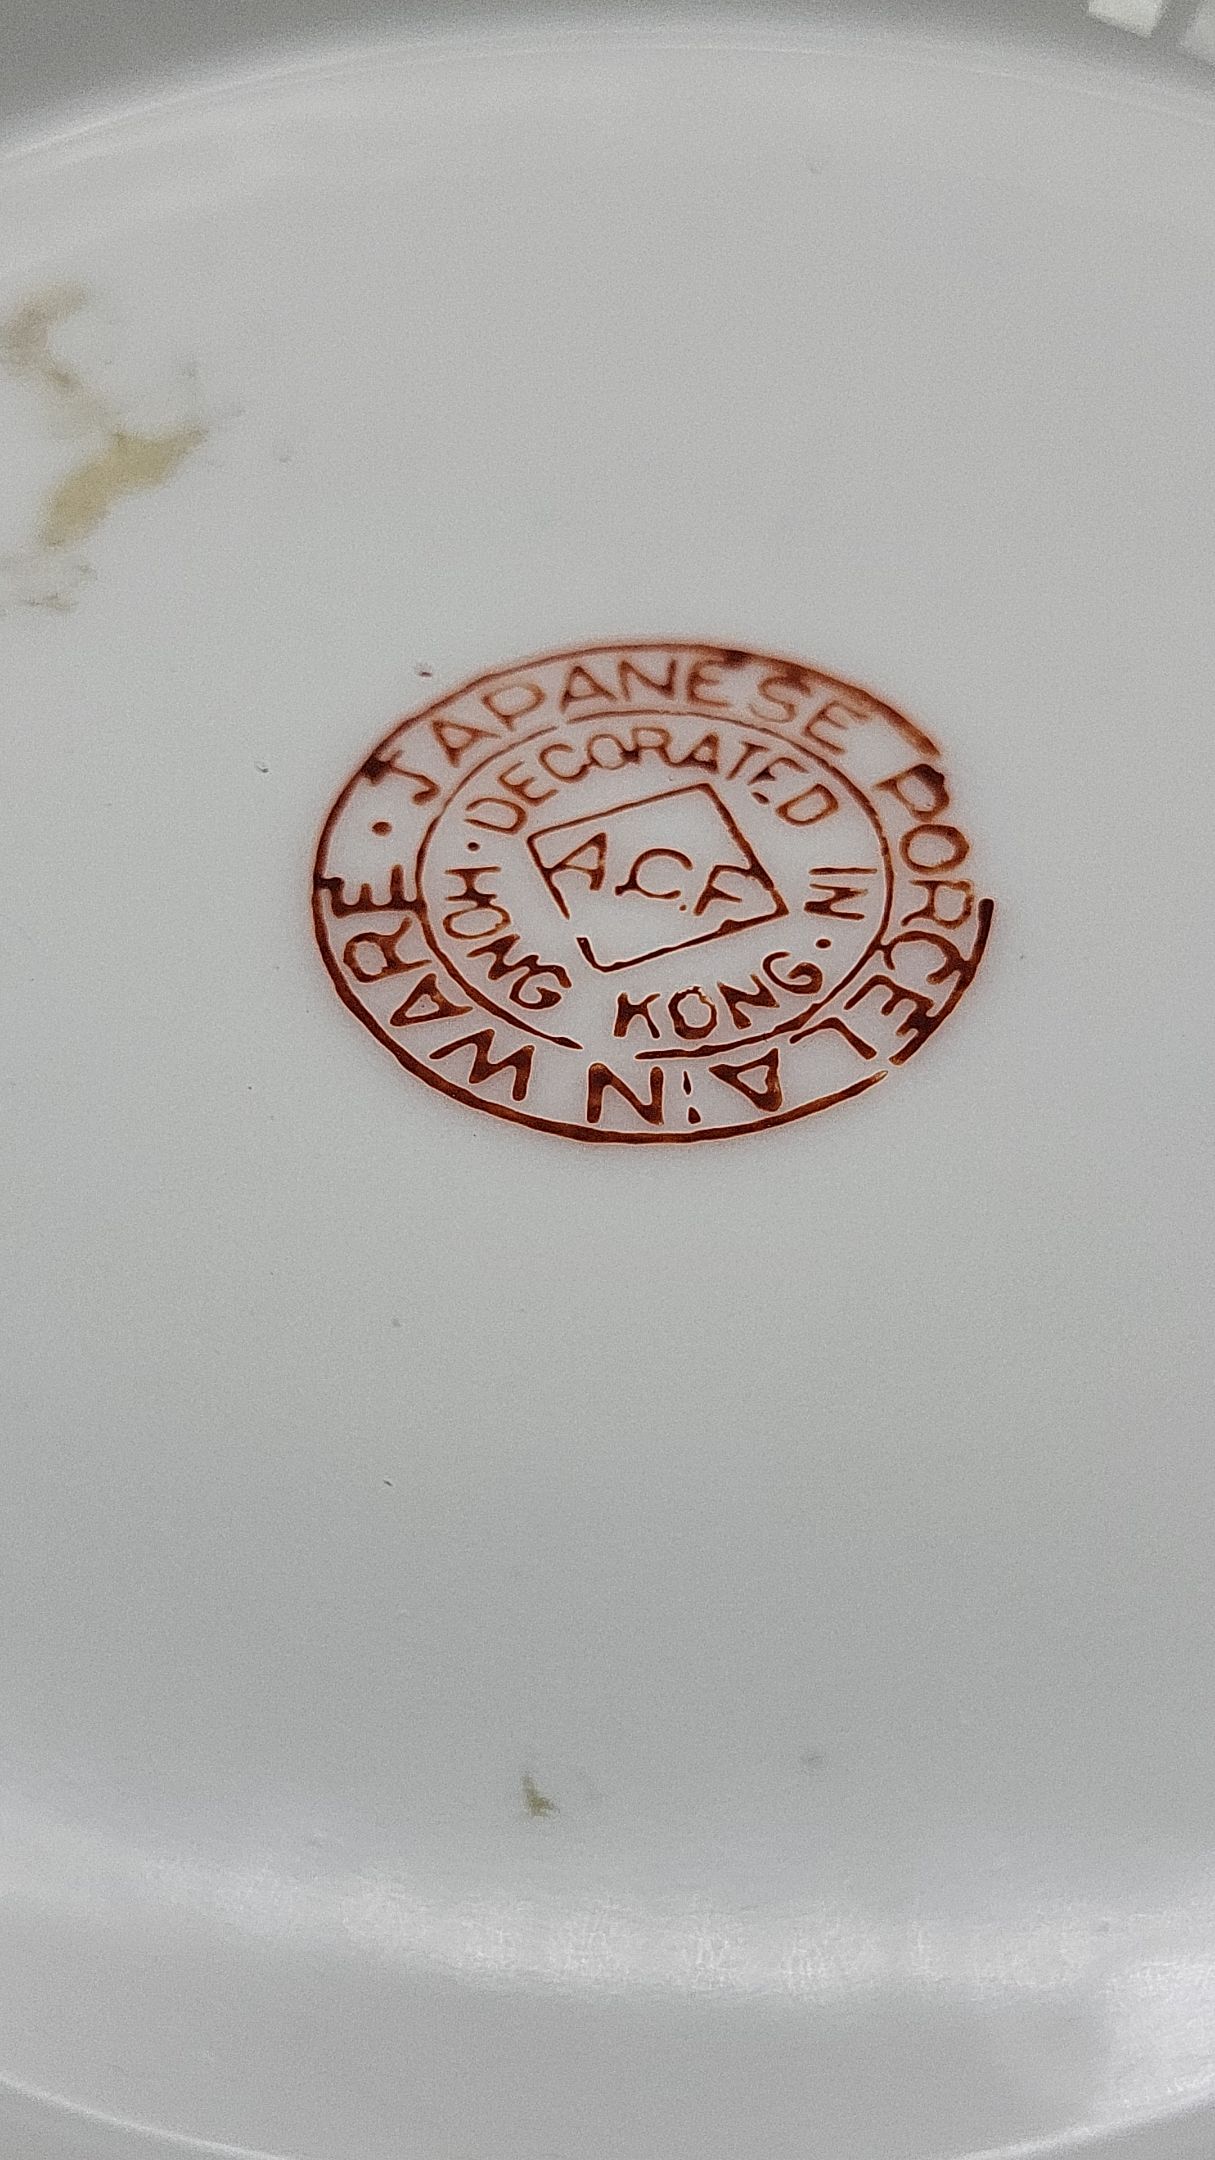 JAPANESE PORCELAIN WARE
DECORATED IN
HONG KONG
A.C.F.